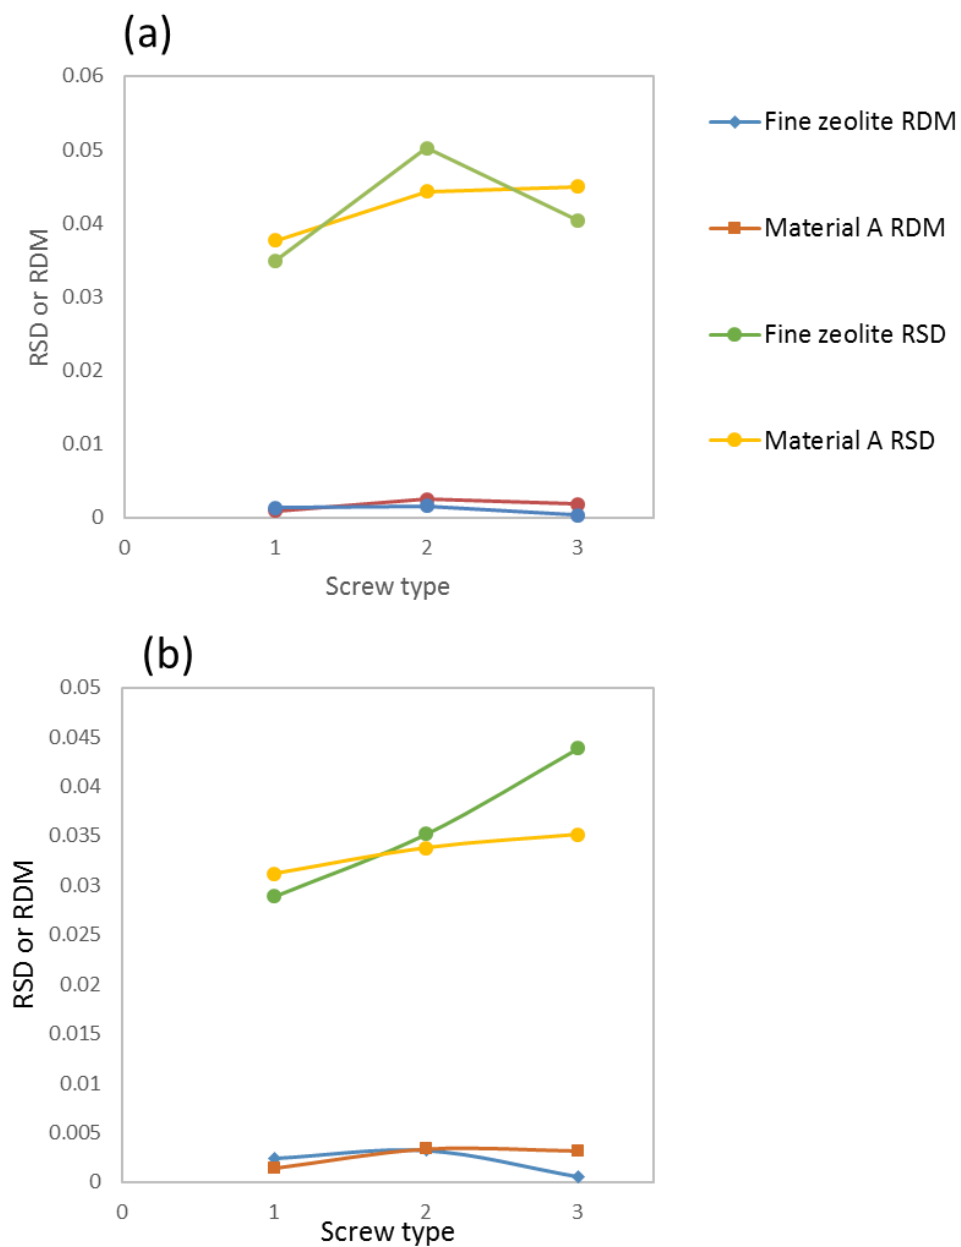 (a)
0.06
0.05
0.04
0.03
0.02
0.01
0
RSD or RDM
0 1 2 3
Screw type
Fine zeolite RDM
Material A RDM
Fine zeolite RSD
Material A RSD
(b)
0.05
0.045
0.04
0.035
0.03
0.025
0.02
0.015
0.01
0.005
0
RSD or RDM
0 1 2 3
Screw type